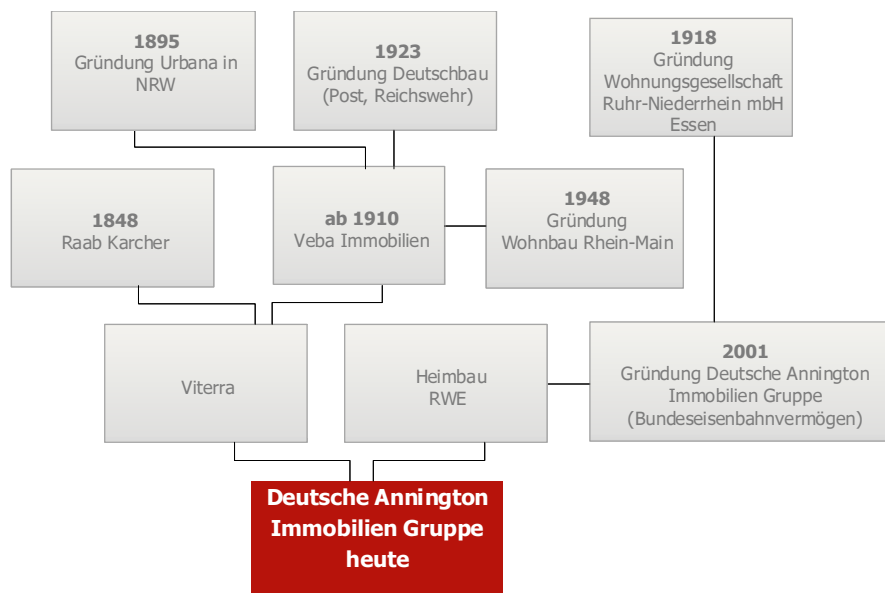 1895
Gründung Urbana in
NRW
1923
Gründung Deutschbau
(Post, Reichswehr)
1918
Gründung
Wohnungsgesellschaft
Ruhr-Niederrhein mbH
Essen
1848
Raab Karcher
ab 1910
Veba Immobilien
1948
Gründung
Wohnbau Rhein-Main
Viterra
Heimbau
RWE
2001
Gründung Deutsche Annington
Immobilien Gruppe
(Bundeseisenbahnvermögen)
Deutsche Annington
Immobilien Gruppe
heute